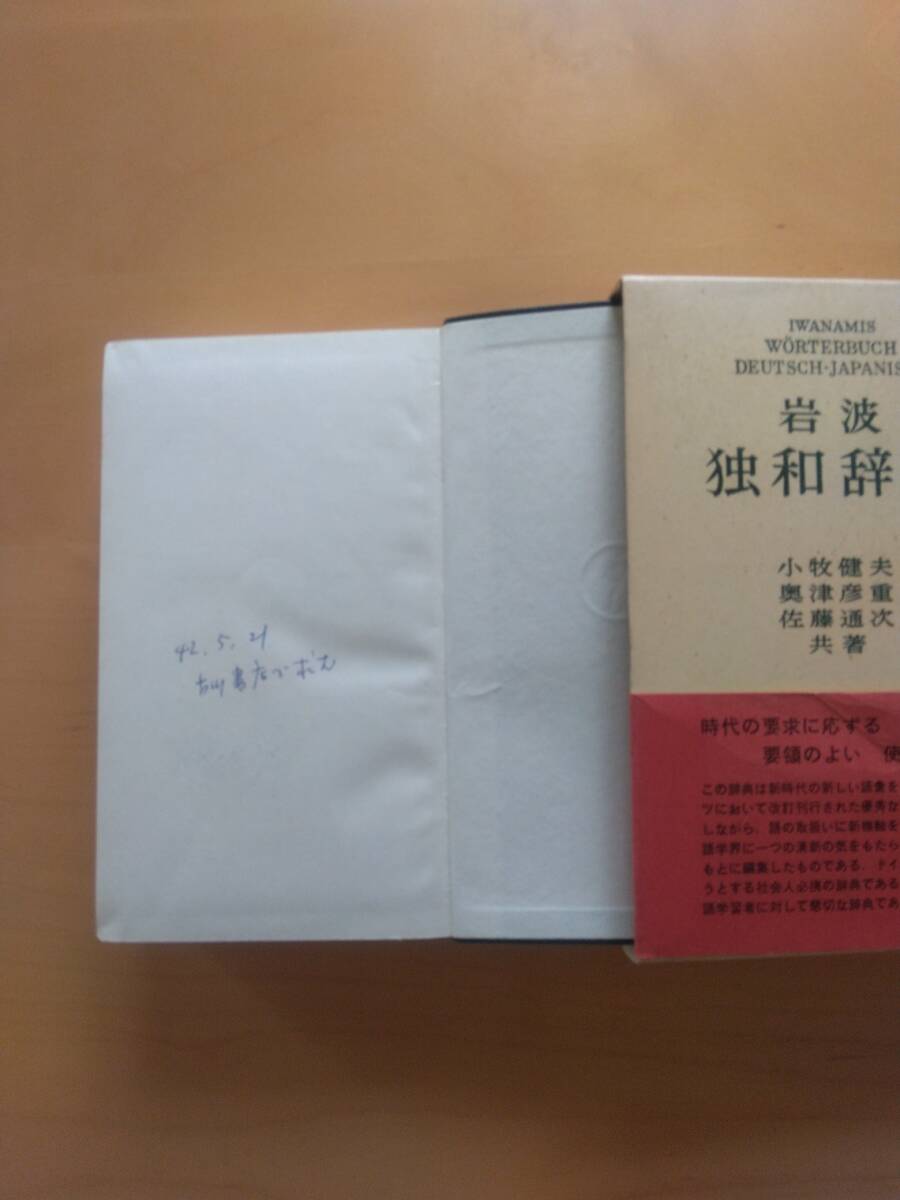 42.5.21
書店で求む
IWANAMIS
WÖRTERBUCH
DEUTSCH-JAPANIS
岩波
独和辞
小牧健夫
奥津彦重
佐藤通次
共著
時代の要求に応ずる
要領のよい 使
この辞典は新時代の新しい語彙を
ツにおいて改訂刊行された優秀な
しながら、語の取扱いに新機軸を
語学界に一つの清新の気をもたら
もとに編集したものである。ドイ
うとする社会人必携の辞典である
語学習者に対して懇切な辞典であ